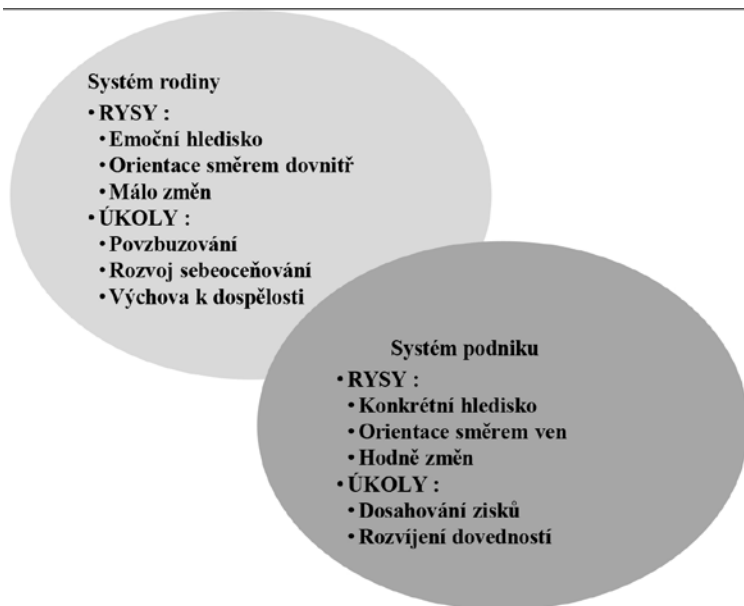 Systém rodiny
• RYSY :
• Emoční hledisko
• Orientace směrem dovnitř
• Málo změn
• ÚKOLY :
• Povzbuzování
• Rozvoj sebeoceňování
• Výchova k dospělosti
Systém podniku
• RYSY :
• Konkrétní hledisko
• Orientace směrem ven
• Hodně změn
• ÚKOLY :
• Dosahování zisků
• Rozvíjení dovedností